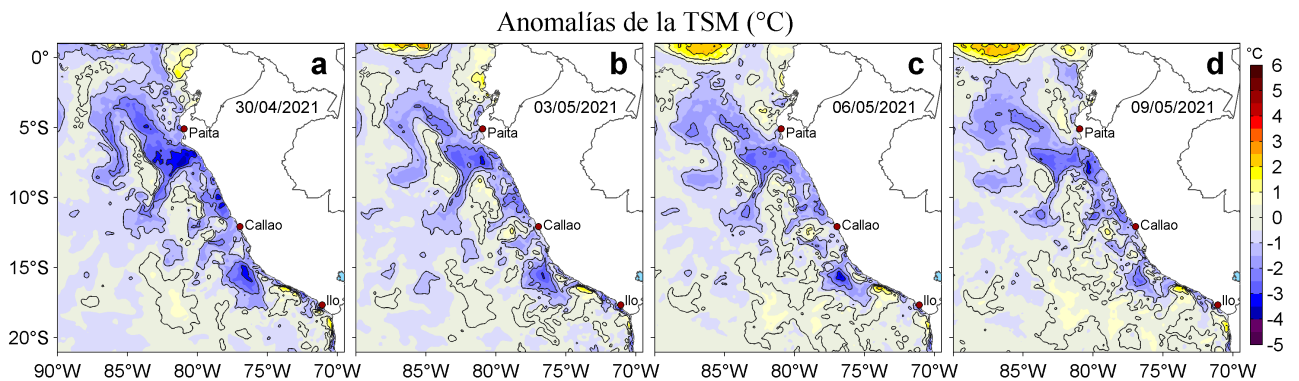 Anomalías de la TSM (°C)
a b c d
°C
30/04/2021 03/05/2021 06/05/2021 09/05/2021
Paita Paita Paita Paita
Callao Callao Callao Callao
Ilo Ilo Ilo Ilo
0°
5°S
10°S
15°S
20°S
90°W 85°W 80°W 75°W 70°W 85°W 80°W 75°W 70°W 85°W 80°W 75°W 70°W 85°W 80°W 75°W 70°W
6
5
4
3
2
1
0
-1
-2
-3
-4
-5